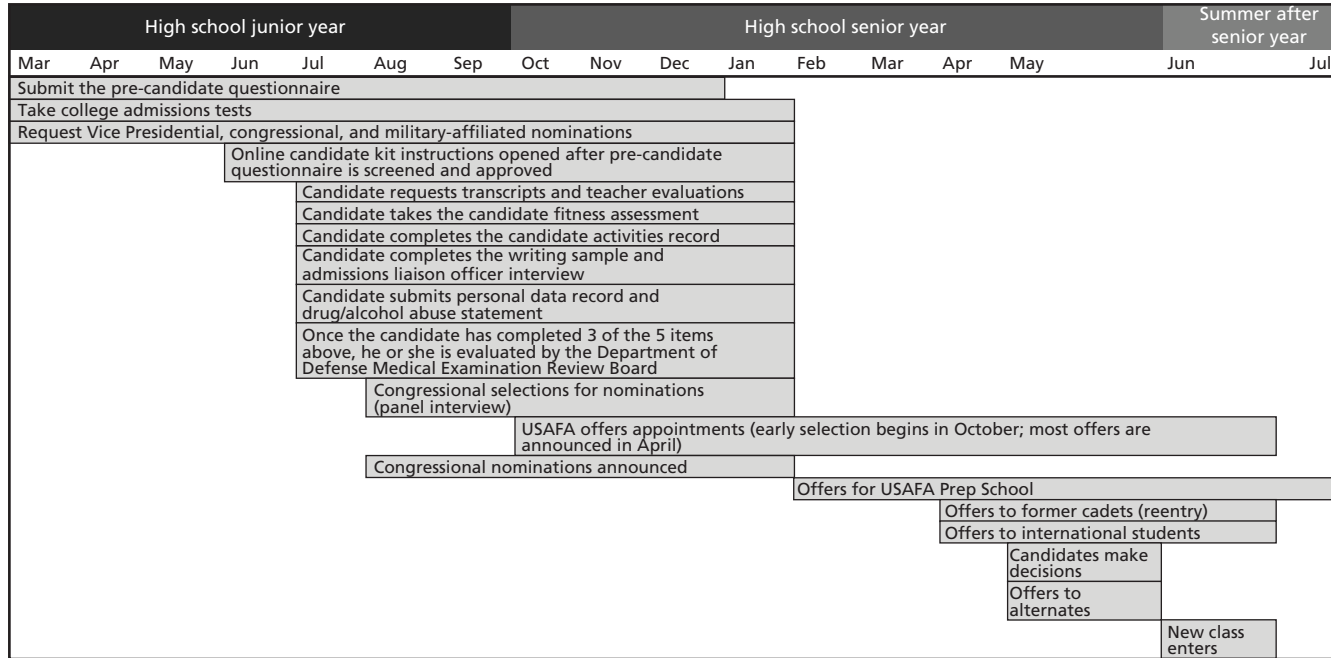 High school junior year
High school senior year
Summer after
senior year
Mar Apr May Jun Jul Aug Sep Oct Nov Dec Jan Feb Mar Apr May Jun Jul
Submit the pre-candidate questionnaire
Take college admissions tests
Request Vice Presidential, congressional, and military-affiliated nominations
Online candidate kit instructions opened after pre-candidate
questionnaire is screened and approved
Candidate requests transcripts and teacher evaluations
Candidate takes the candidate fitness assessment
Candidate completes the candidate activities record
Candidate completes the writing sample and
admissions liaison officer interview
Candidate submits personal data record and
drug/alcohol abuse statement
Once the candidate has completed 3 of the 5 items
above, he or she is evaluated by the Department of
Defense Medical Examination Review Board
Congressional selections for nominations
(panel interview)
USAFA offers appointments (early selection begins in October; most offers are
announced in April)
Congressional nominations announced
Offers for USAFA Prep School
Offers to former cadets (reentry)
Offers to international students
Candidates make
decisions
Offers to
alternates
New class
enters